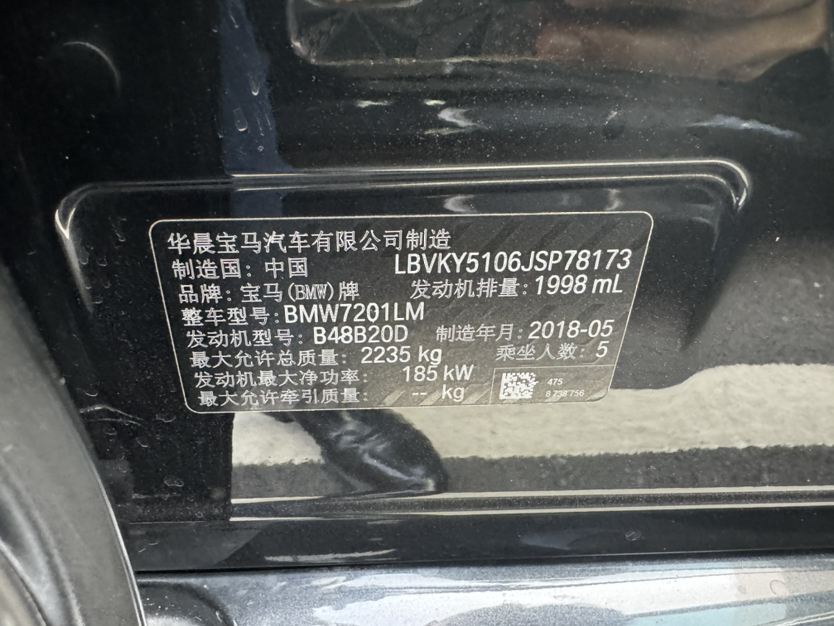 华晨宝马汽车有限公司制造
制造国: 中国 LBVKY5106JSP78173
品牌: 宝马(BMW)牌 发动机排量: 1998 mL
整车型号: BMW7201LM
发动机型号: B48B20D 制造年月: 2018-05
最大允许总质量: 2235 kg 乘坐人数: 5
发动机最大净功率: 185 kW
最大允许牵引质量: -- kg
475
8 738 756